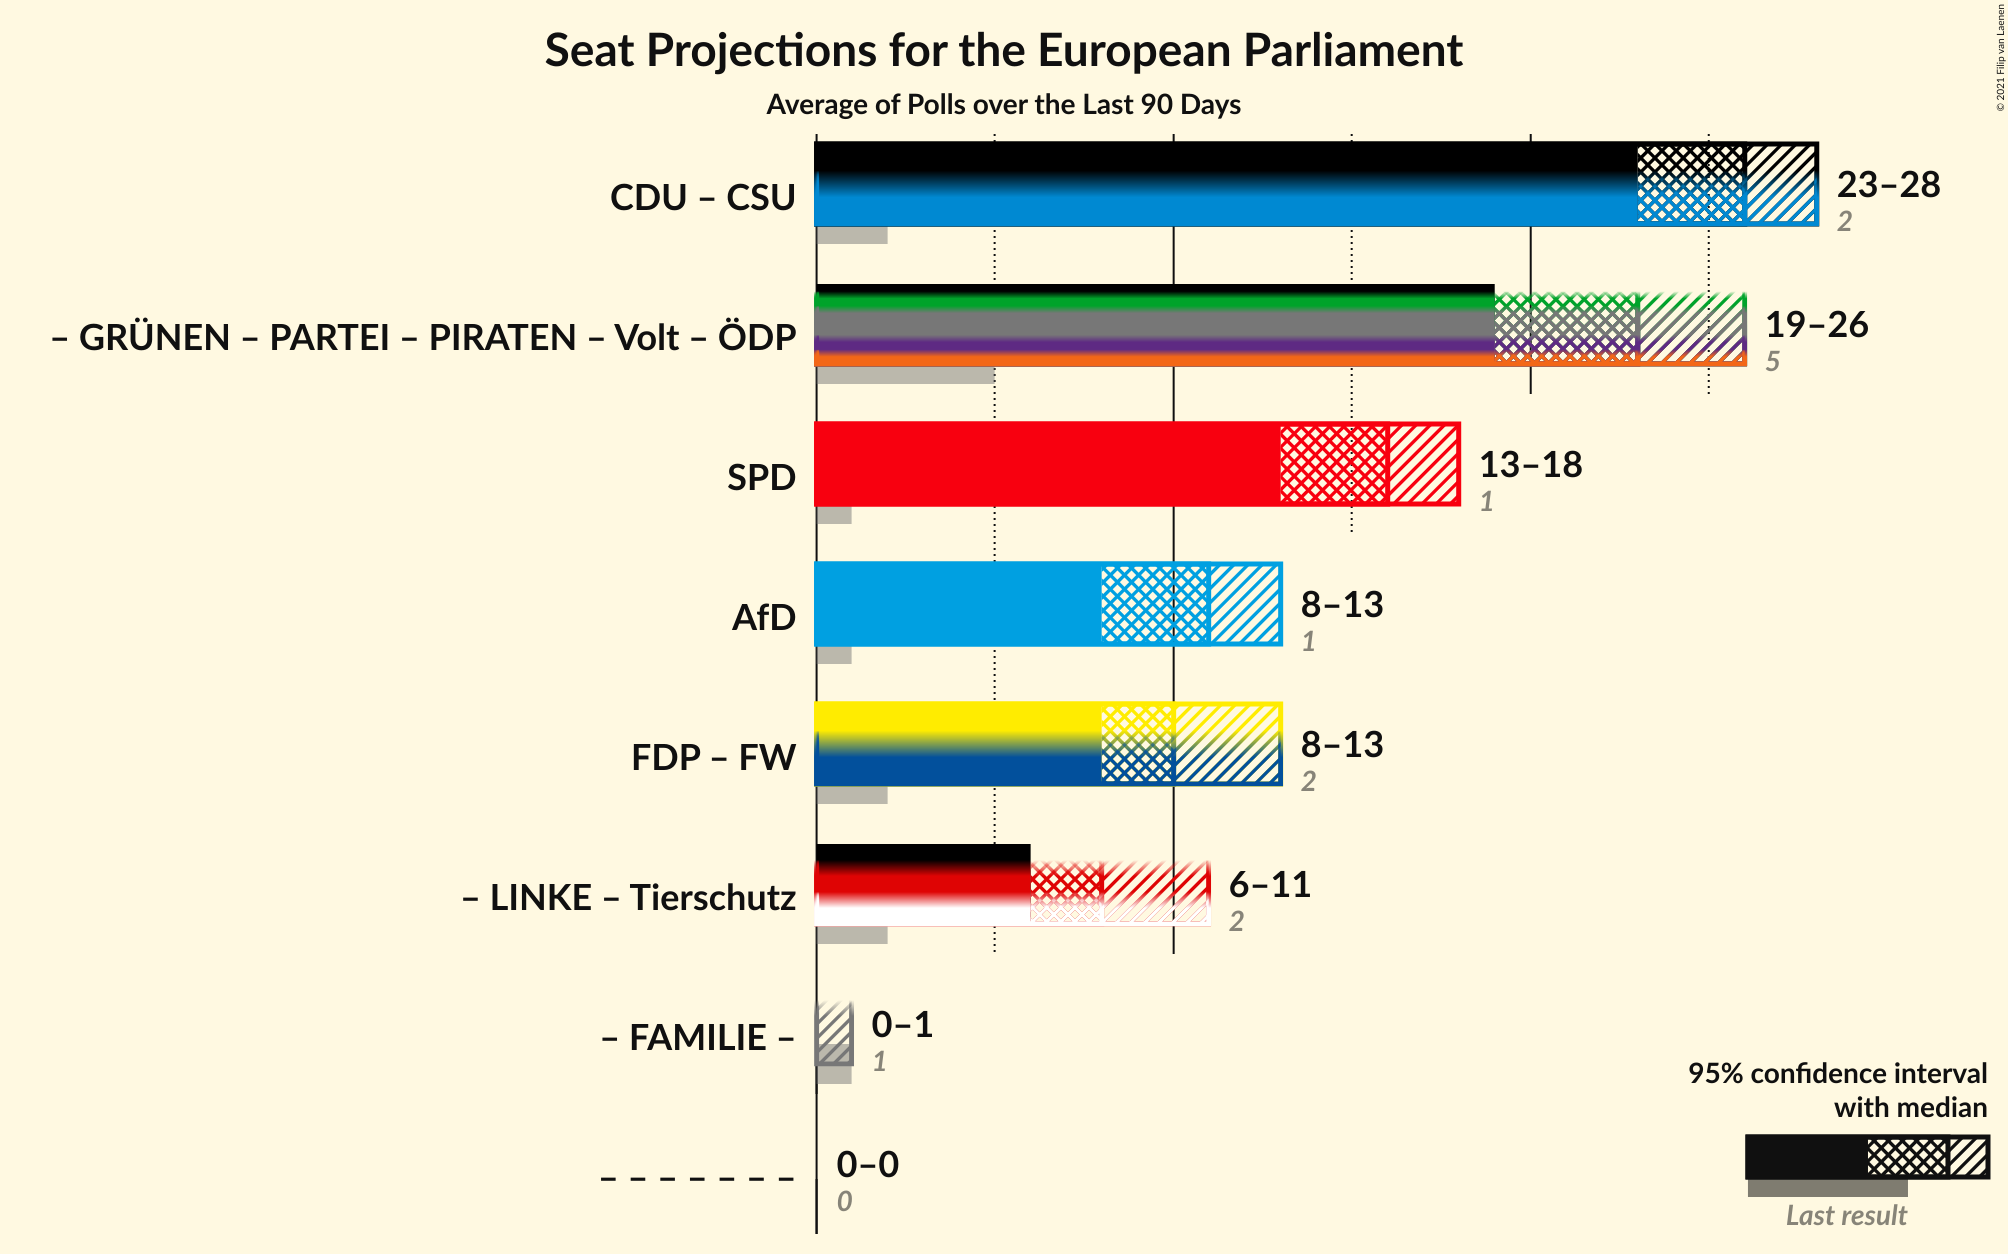 Seat Projections for the European Parliament
Average of Polls over the Last 90 Days
© 2021 Filip van Laenen
CDU – CSU
23–28
2
– GRÜNEN – PARTEI – PIRATEN – Volt – ÖDP
19–26
5
SPD
13–18
1
AfD
8–13
1
FDP – FW
8–13
2
– LINKE – Tierschutz
6–11
2
– FAMILIE –
0–1
1
– – – – – – –
0–0
0
95% confidence interval
with median
Last result